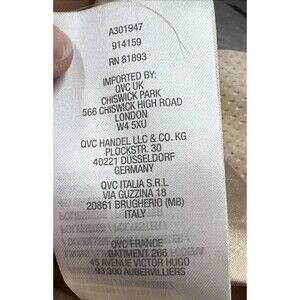 A301947
914159
RN 81893
IMPORTED BY:
QVC UK
CHISWICK PARK
566 CHISWICK HIGH ROAD
LONDON
W4 5XU
QVC HANDEL LLC & CO. KG
PLOCKSTR. 30
40221 DÜSSELDORF
GERMANY
QVC ITALIA S.R.L
VIA GUZZINA 18
20861 BRUGHERIO (MB)
ITALY
QVC FRANCE
BATIMENT 266
45 AVENUE VICTOR HUGO
93 300 AUBERVILLIERS